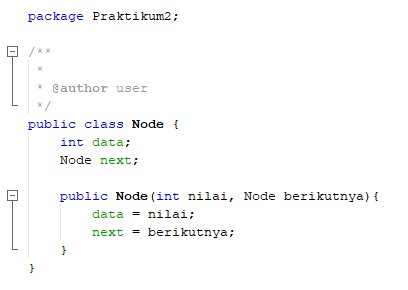 package Praktikum2;
/**
 *
 * @author user
 */
public class Node {
    int data;
    Node next;
    public Node(int nilai, Node berikutnya){
        data = nilai;
        next = berikutnya;
    }
}